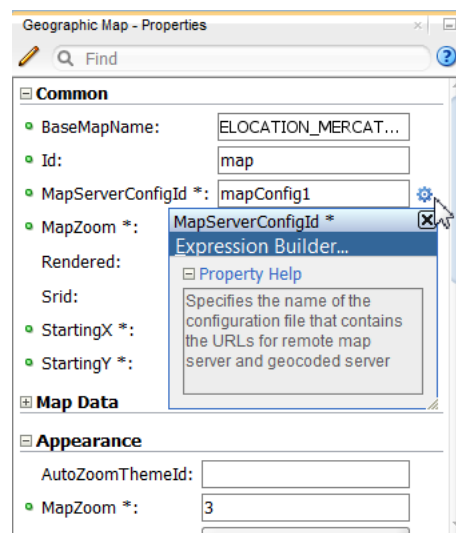 Geographic Map - Properties
Find
Common
BaseMapName: ELOCATION_MERCAT...
Id: map
MapServerConfigId *: mapConfig1
MapZoom *:
MapServerConfigId *
Expression Builder...
Rendered:
Property Help
Srid:
Specifies the name of the
configuration file that contains
the URLs for remote map
server and geocoded server
StartingX *:
StartingY *:
Map Data
Appearance
AutoZoomThemeId:
MapZoom *: 3